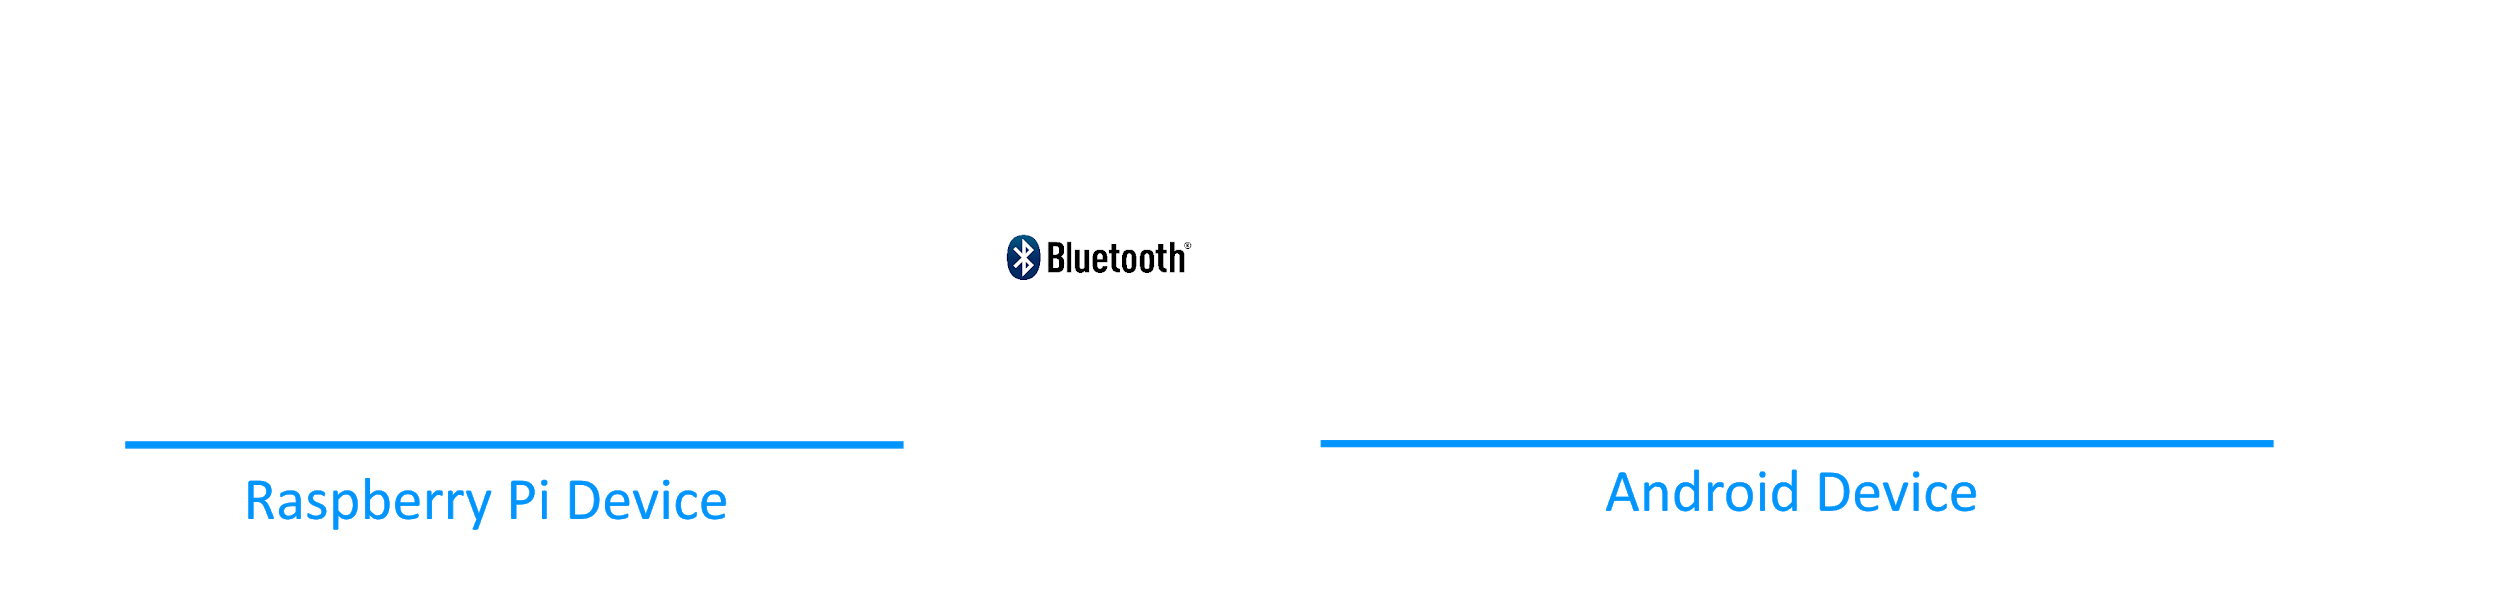 Bluetooth®
Raspberry Pi Device
Android Device